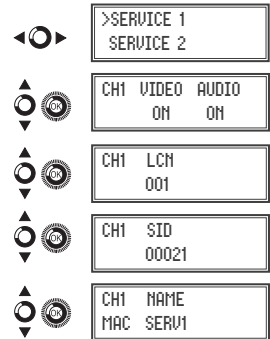 >SERVICE 1
SERVICE 2
CH1 VIDEO AUDIO
ON ON
OK
CH1 LCN
001
OK
CH1 SID
00021
OK
CH1 NAME
MAC SERV1
OK